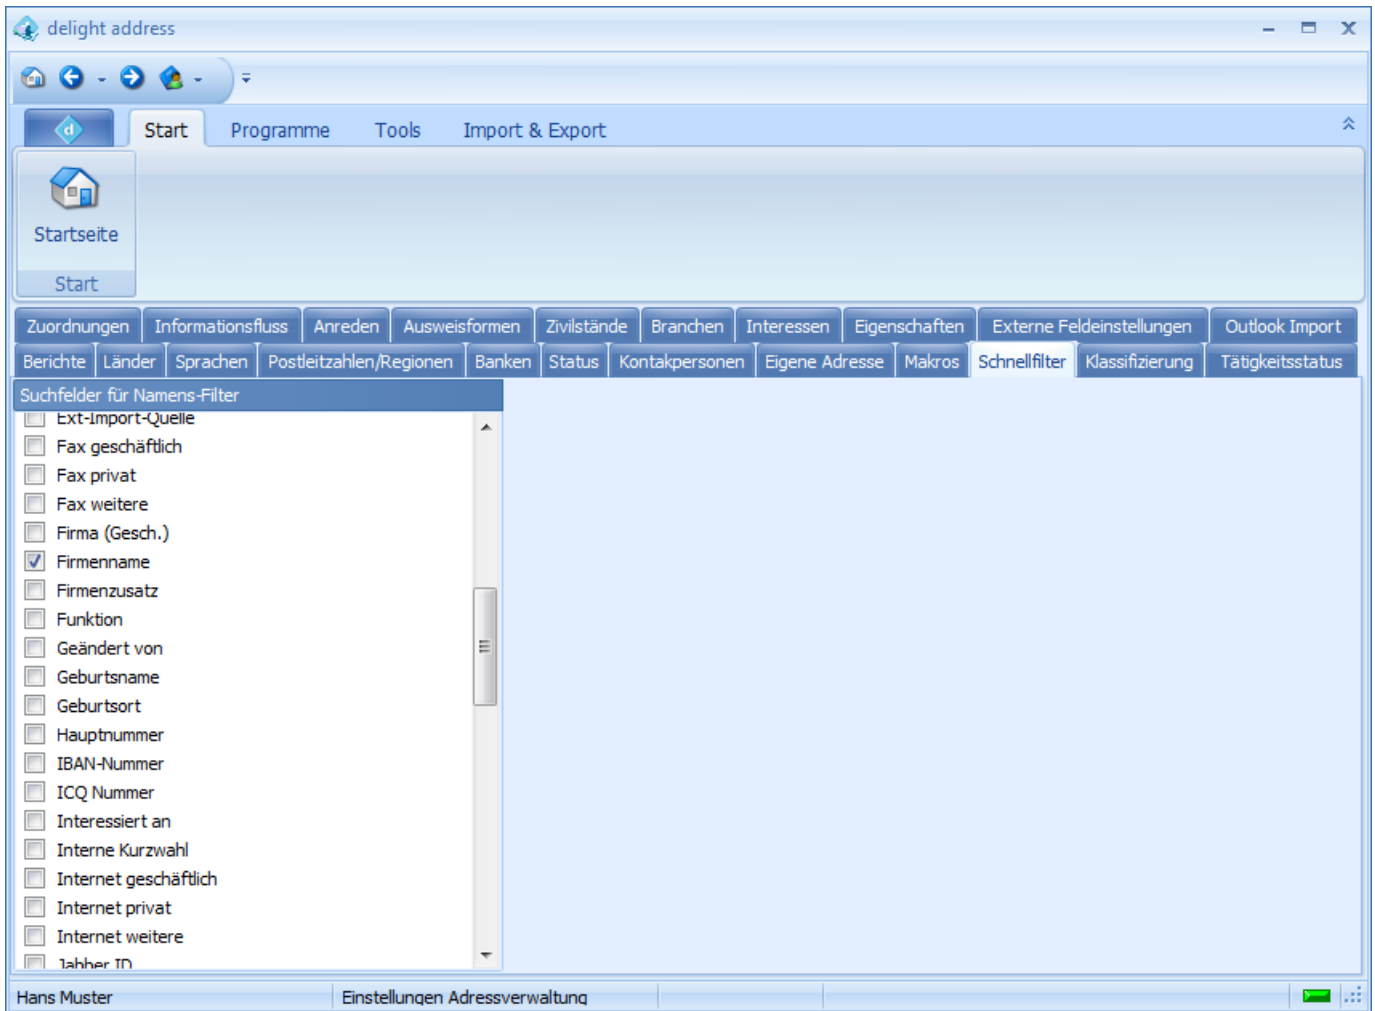 delight address
Start Programme Tools Import & Export
Startseite
Start
Zuordnungen Informationsfluss Anreden Ausweisformen Zivilstände Branchen Interessen Eigenschaften Externe Feldeinstellungen Outlook Import
Berichte Länder Sprachen Postleitzahlen/Regionen Banken Status Kontakpersonen Eigene Adresse Makros Schnellfilter Klassifizierung Tätigkeitsstatus
Suchfelder für Namens-Filter
Ext-Import-Quelle
Fax geschäftlich
Fax privat
Fax weitere
Firma (Gesch.)
Firmenname
Firmenzusatz
Funktion
Geändert von
Geburtsname
Geburtsort
Hauptnummer
IBAN-Nummer
ICQ Nummer
Interessiert an
Interne Kurzwahl
Internet geschäftlich
Internet privat
Internet weitere
Jabber ID
Hans Muster Einstellungen Adressverwaltung